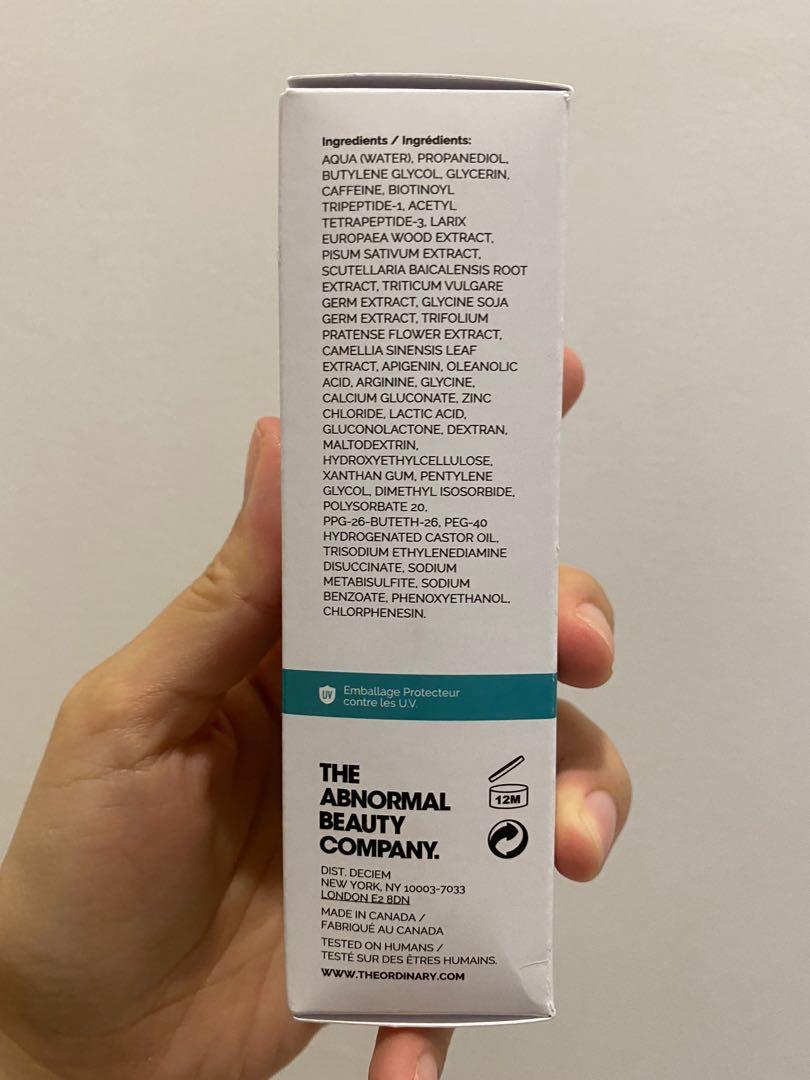 Ingredients / Ingrédients:
AQUA (WATER), PROPANEDIOL,
BUTYLENE GLYCOL, GLYCERIN,
CAFFEINE, BIOTINOYL
TRIPEPTIDE-1, ACETYL
TETRAPEPTIDE-3, LARIX
EUROPAEA WOOD EXTRACT,
PISUM SATIVUM EXTRACT,
SCUTELLARIA BAICALENSIS ROOT
EXTRACT, TRITICUM VULGARE
GERM EXTRACT, GLYCINE SOJA
GERM EXTRACT, TRIFOLIUM
PRATENSE FLOWER EXTRACT,
CAMELLIA SINENSIS LEAF
EXTRACT, APIGENIN, OLEANOLIC
ACID, ARGININE, GLYCINE,
CALCIUM GLUCONATE, ZINC
CHLORIDE, LACTIC ACID,
GLUCONOLACTONE, DEXTRAN,
MALTODEXTRIN,
HYDROXYETHYLCELLULOSE,
XANTHAN GUM, PENTYLENE
GLYCOL, DIMETHYL ISOSORBIDE,
POLYSORBATE 20,
PPG-26-BUTETH-26, PEG-40
HYDROGENATED CASTOR OIL,
TRISODIUM ETHYLENEDIAMINE
DISUCCINATE, SODIUM
METABISULFITE, SODIUM
BENZOATE, PHENOXYETHANOL,
CHLORPHENESIN.
UV Emballage Protecteur
contre les U.V.
THE
ABNORMAL
BEAUTY
COMPANY.
12M
DIST. DECIEM
NEW YORK, NY 10003-7033
LONDON E2 8DN
MADE IN CANADA /
FABRIQUÉ AU CANADA
TESTED ON HUMANS /
TESTÉ SUR DES ÊTRES HUMAINS.
WWW.THEORDINARY.COM